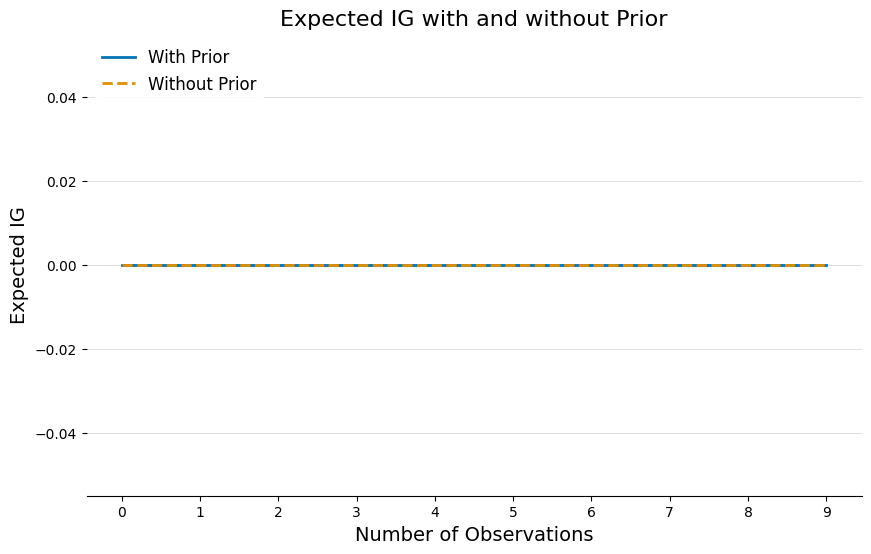 Expected IG with and without Prior
With Prior
Without Prior
0.04
0.02
0.00
−0.02
−0.04
Expected IG
0 1 2 3 4 5 6 7 8 9
Number of Observations